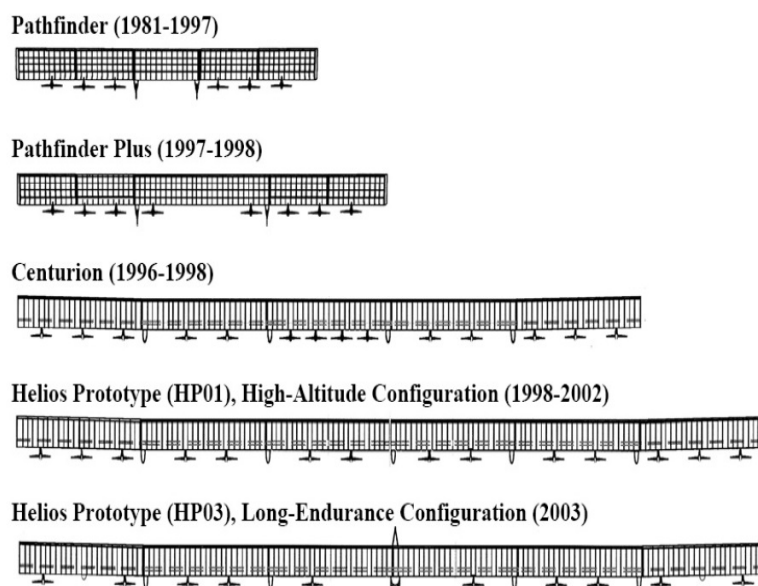 Pathfinder (1981-1997)
Pathfinder Plus (1997-1998)
Centurion (1996-1998)
Helios Prototype (HP01), High-Altitude Configuration (1998-2002)
Helios Prototype (HP03), Long-Endurance Configuration (2003)